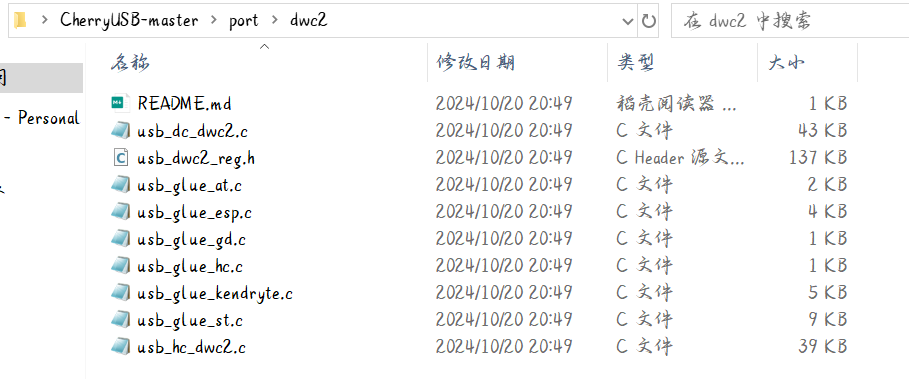 CherryUSB-master > port > dwc2 在 dwc2 中搜索
名称 修改日期 类型 大小
README.md 2024/10/20 20:49 稻壳阅读器 ... 1 KB
- Personal
usb_dc_dwc2.c 2024/10/20 20:49 C 文件 43 KB
usb_dwc2_reg.h 2024/10/20 20:49 C Header 源文... 137 KB
usb_glue_at.c 2024/10/20 20:49 C 文件 2 KB
usb_glue_esp.c 2024/10/20 20:49 C 文件 4 KB
usb_glue_gd.c 2024/10/20 20:49 C 文件 1 KB
usb_glue_hc.c 2024/10/20 20:49 C 文件 1 KB
usb_glue_kendryte.c 2024/10/20 20:49 C 文件 5 KB
usb_glue_st.c 2024/10/20 20:49 C 文件 9 KB
usb_hc_dwc2.c 2024/10/20 20:49 C 文件 39 KB